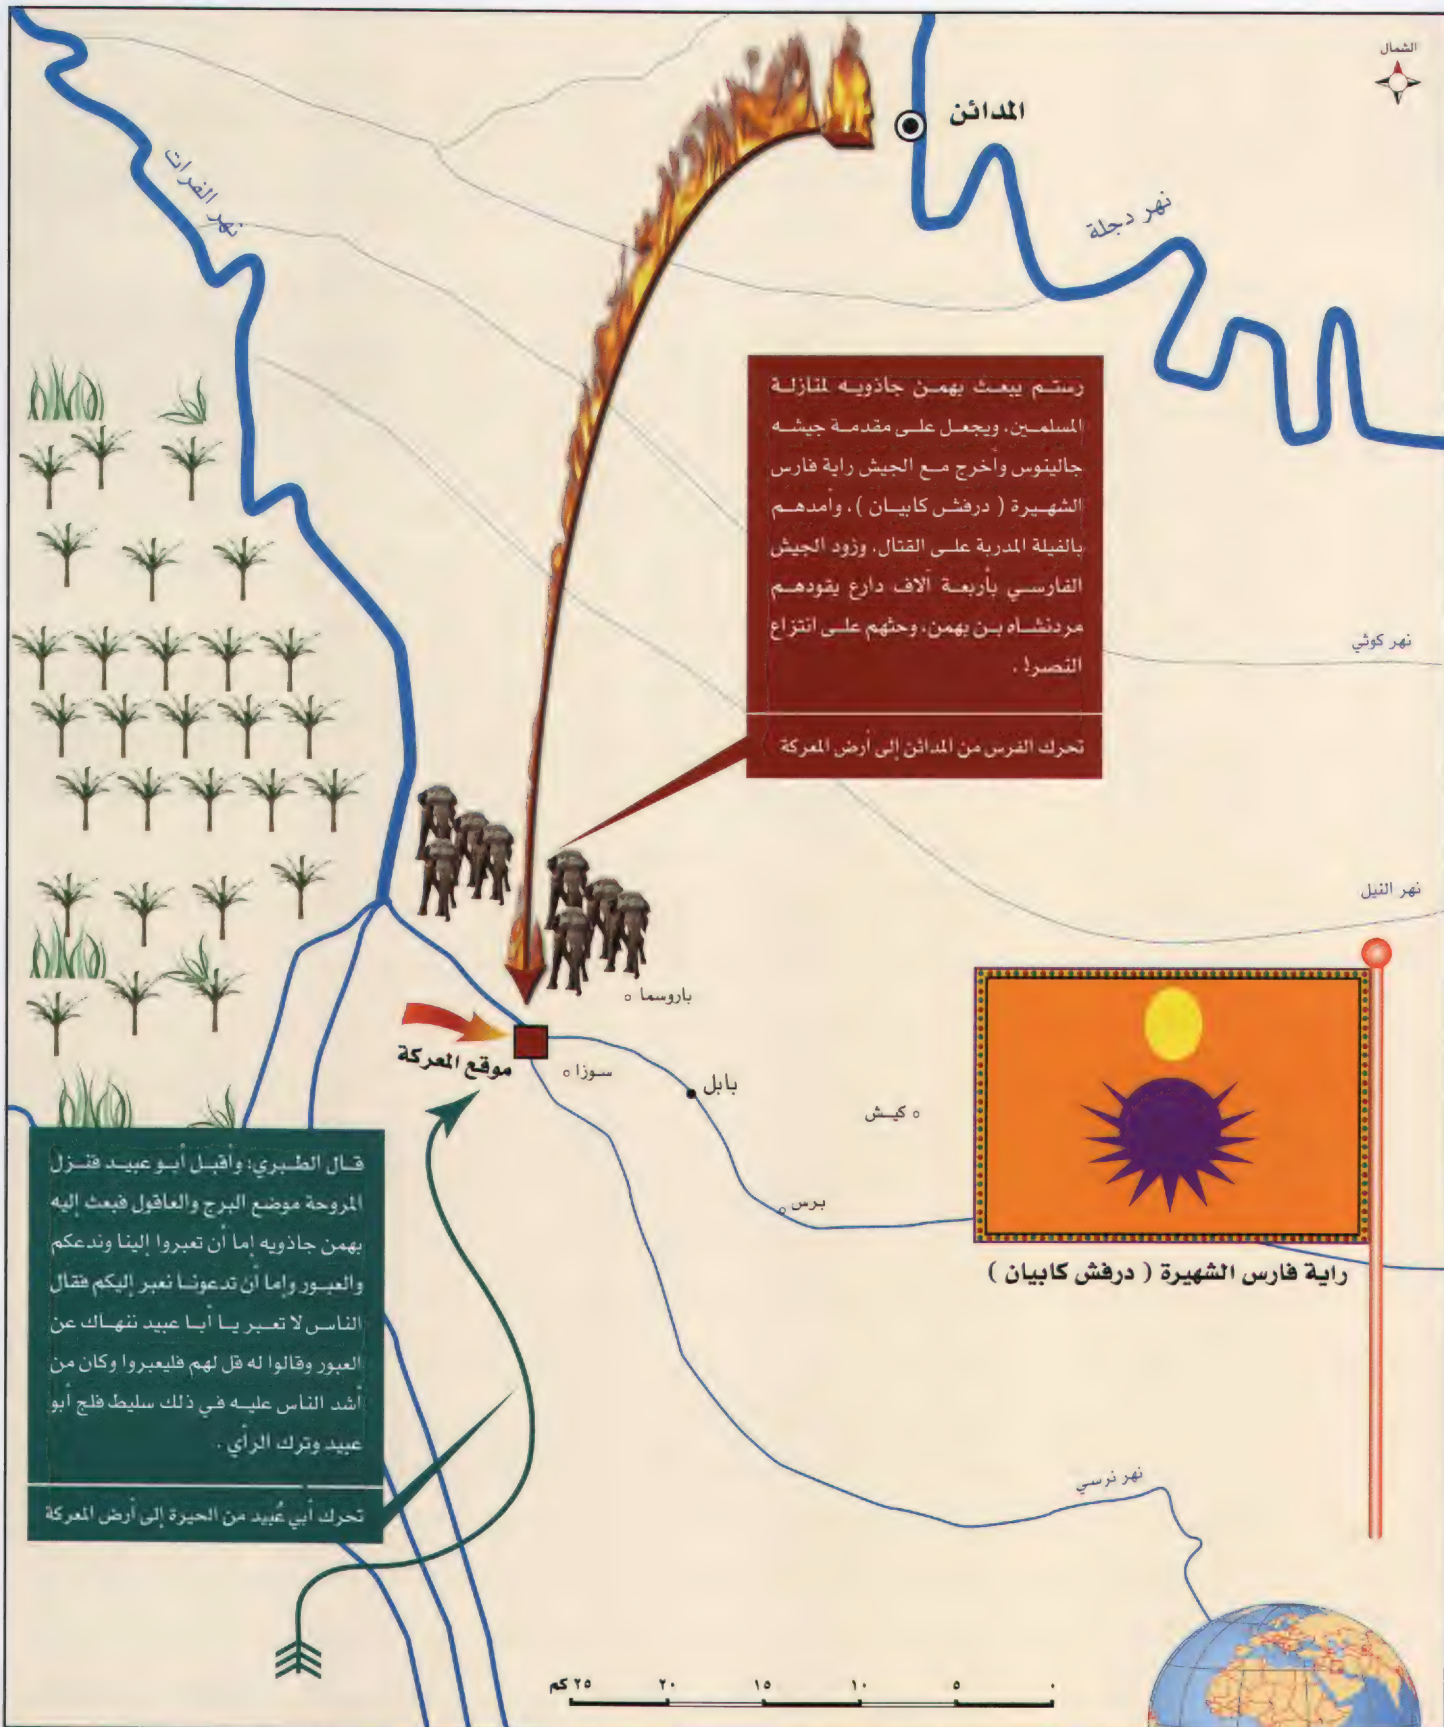 الشمال
المدائن
نهر الفرات
نهر دجلة
رستم يبعث بهمن جاذويه لمنازلة
المسلمين، ويجعل على مقدمة جيشه
جالينوس وأخرج مع الجيش راية فارس
الشهيرة ( درفش كابيان )، وأمدهم
بالفيلة المدربة على القتال، وزود الجيش
الفارسي بأربعة آلاف دارع يقودهم
مردنشاه بن بهمن، وحثهم على انتزاع
النصر! .
تحرك الفرس من المدائن إلى أرض المعركة
نهر كوثي
نهر النيل
باروسما
موقع المعركة
سوزا
بابل
كيش
برس
راية فارس الشهيرة ( درفش كابيان )
قال الطبري: وأقبل أبو عبيد فنزل
المروحة موضع البرج والعاقول فبعث إليه
بهمن جاذويه إما أن تعبروا إلينا وندعكم
والعبور وإما أن تدعونا نعبر إليكم فقال
الناس لا تعبر يا أبا عبيد ننهاك عن
العبور وقالوا له قل لهم فليعبروا وكان من
أشد الناس عليه في ذلك سليط فلج أبو
عبيد وترك الرأي .
تحرك أبي عُبيد من الحيرة إلى أرض المعركة
نهر نرسي
٠ ٥ ١٠ ١٥ ٢٠ ٢٥ كم